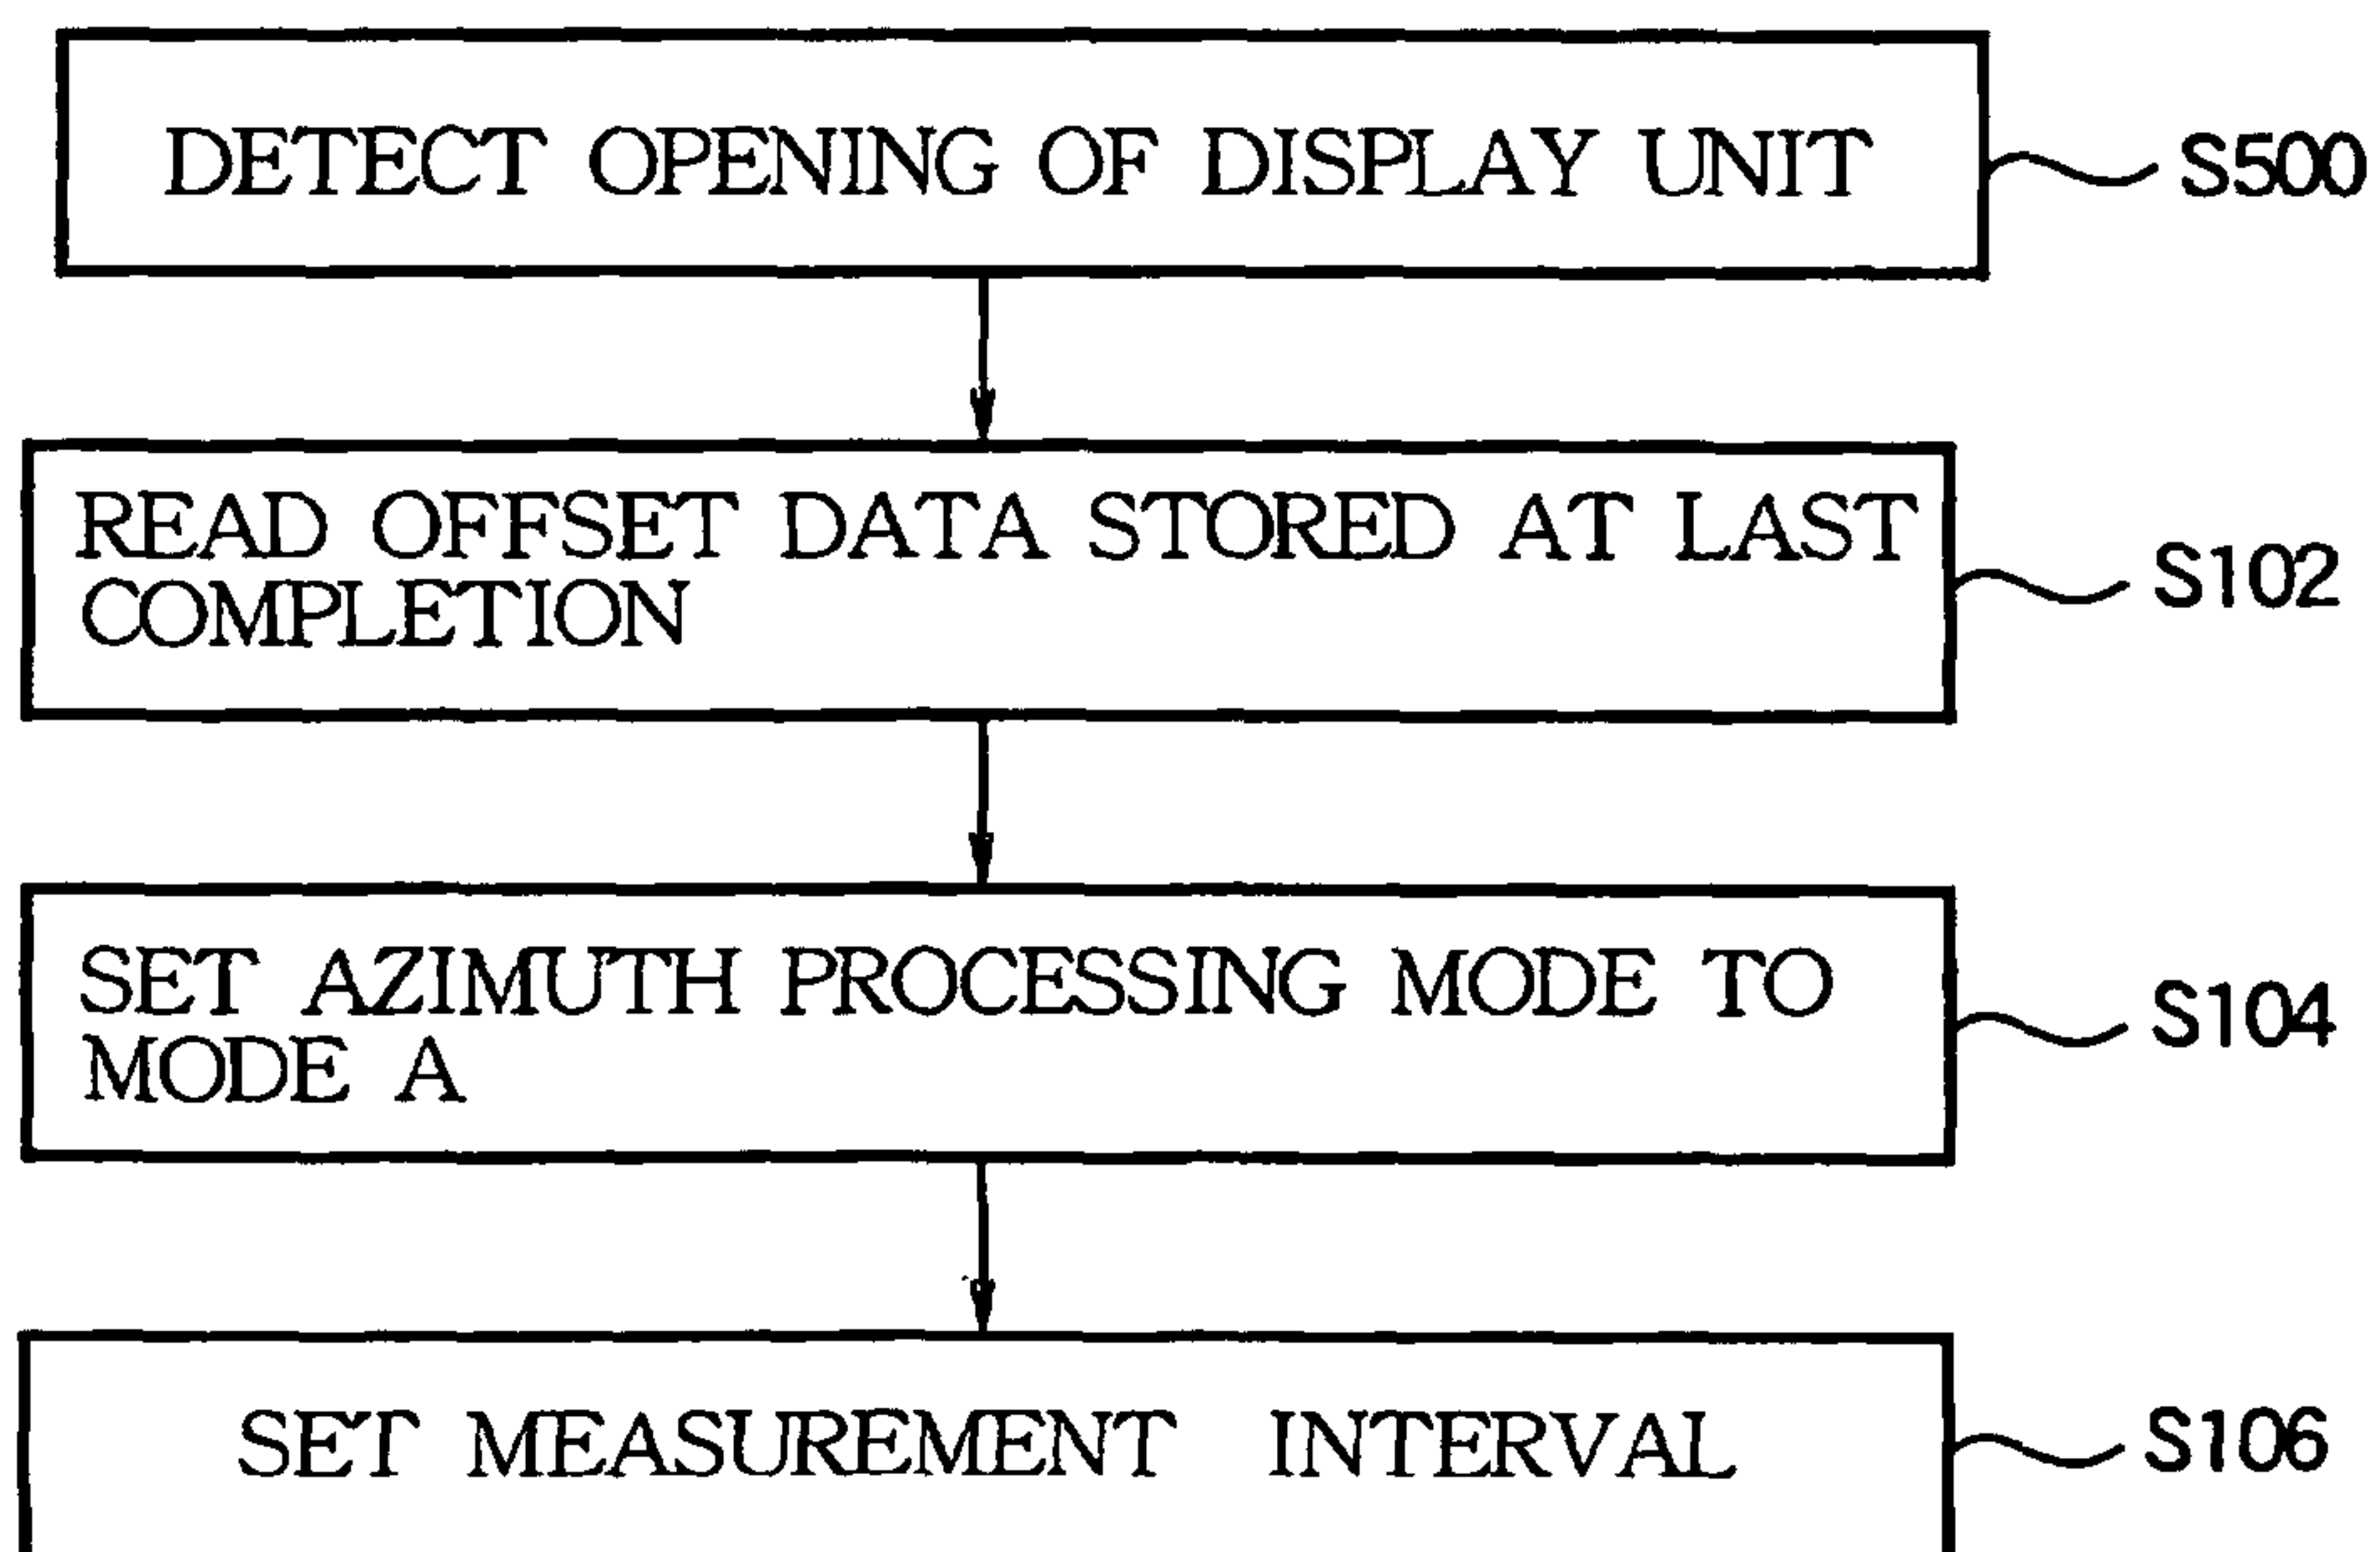 DETECT OPENING OF DISPLAY UNIT
S500
READ OFFSET DATA STORED AT LAST
COMPLETION
S102
SET AZIMUTH PROCESSING MODE TO
MODE A
S104
SET MEASUREMENT INTERVAL
S106